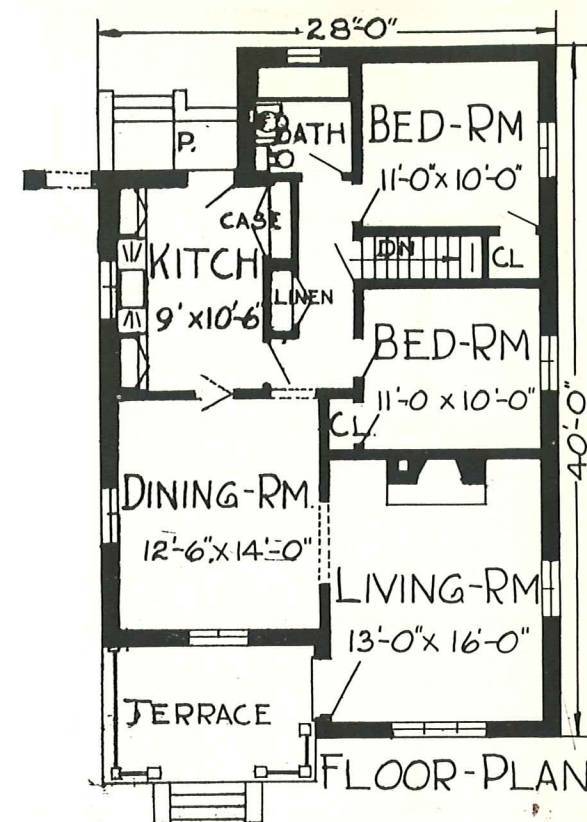 28"-0"
P.
BATH
BED-RM
11'-0" x 10'-0"
CASE
KITCH
9' x 10'-6"
DN
CL
LINEN
BED-RM
11'-0 x 10'-0"
CL.
40'-0"
DINING-RM.
12'-6" x 14'-0"
LIVING-RM
13'-0" x 16'-0"
TERRACE
FLOOR-PLAN